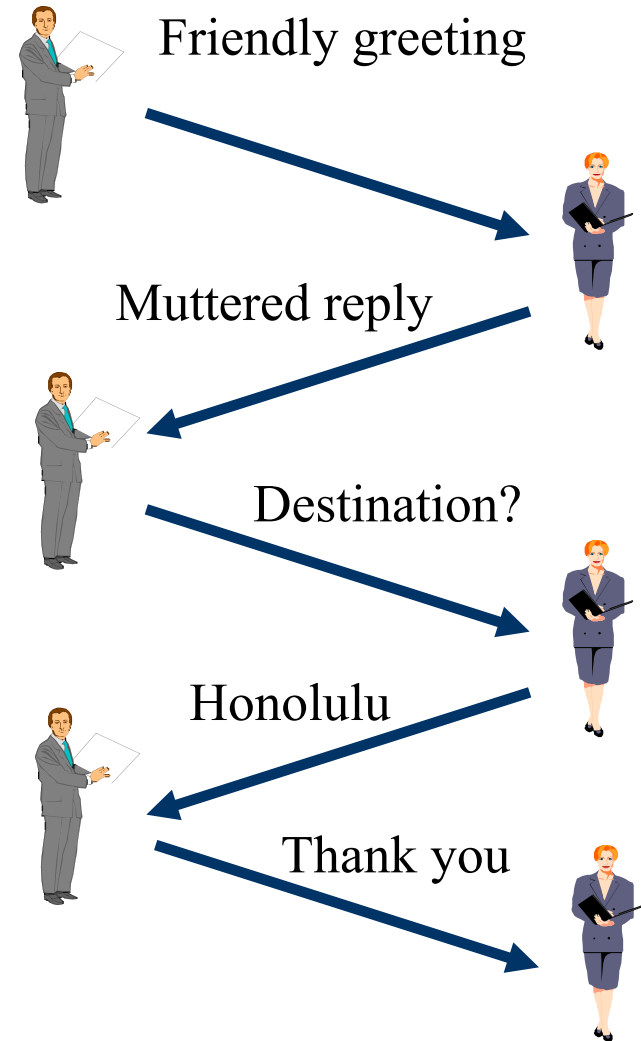 Friendly greeting
Muttered reply
Destination?
Honolulu
Thank you